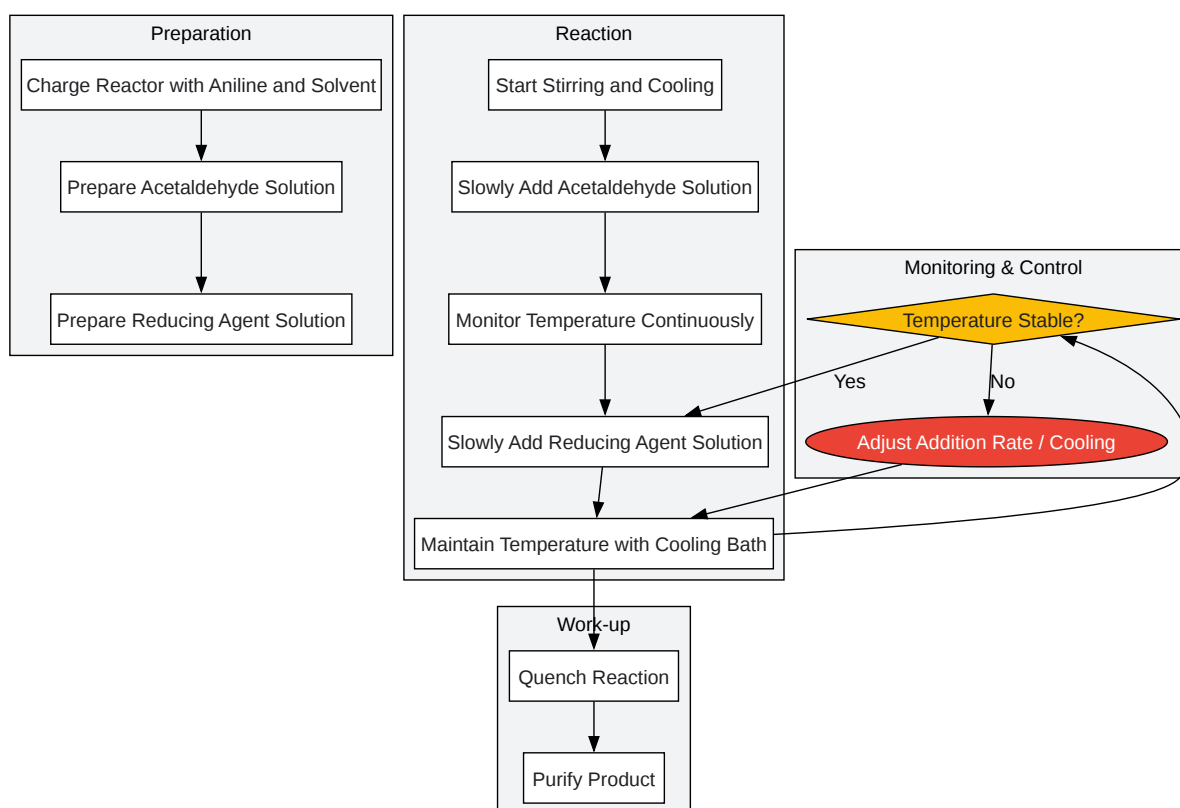 Preparation
Charge Reactor with Aniline and Solvent
Prepare Acetaldehyde Solution
Prepare Reducing Agent Solution
Reaction
Start Stirring and Cooling
Slowly Add Acetaldehyde Solution
Monitor Temperature Continuously
Slowly Add Reducing Agent Solution
Maintain Temperature with Cooling Bath
Monitoring & Control
Temperature Stable?
Yes
No
Adjust Addition Rate / Cooling
Work-up
Quench Reaction
Purify Product